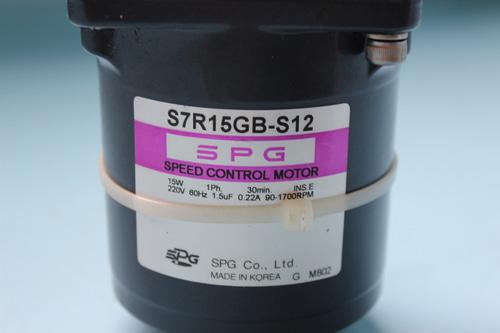 S7R15GB-S12
SPG
SPEED CONTROL MOTOR
15W 1Ph. 30min. INS.E
220V 60Hz 1.5uF 0.22A 90-1700RPM
SPG SPG Co., Ltd.
MADE IN KOREA G M802